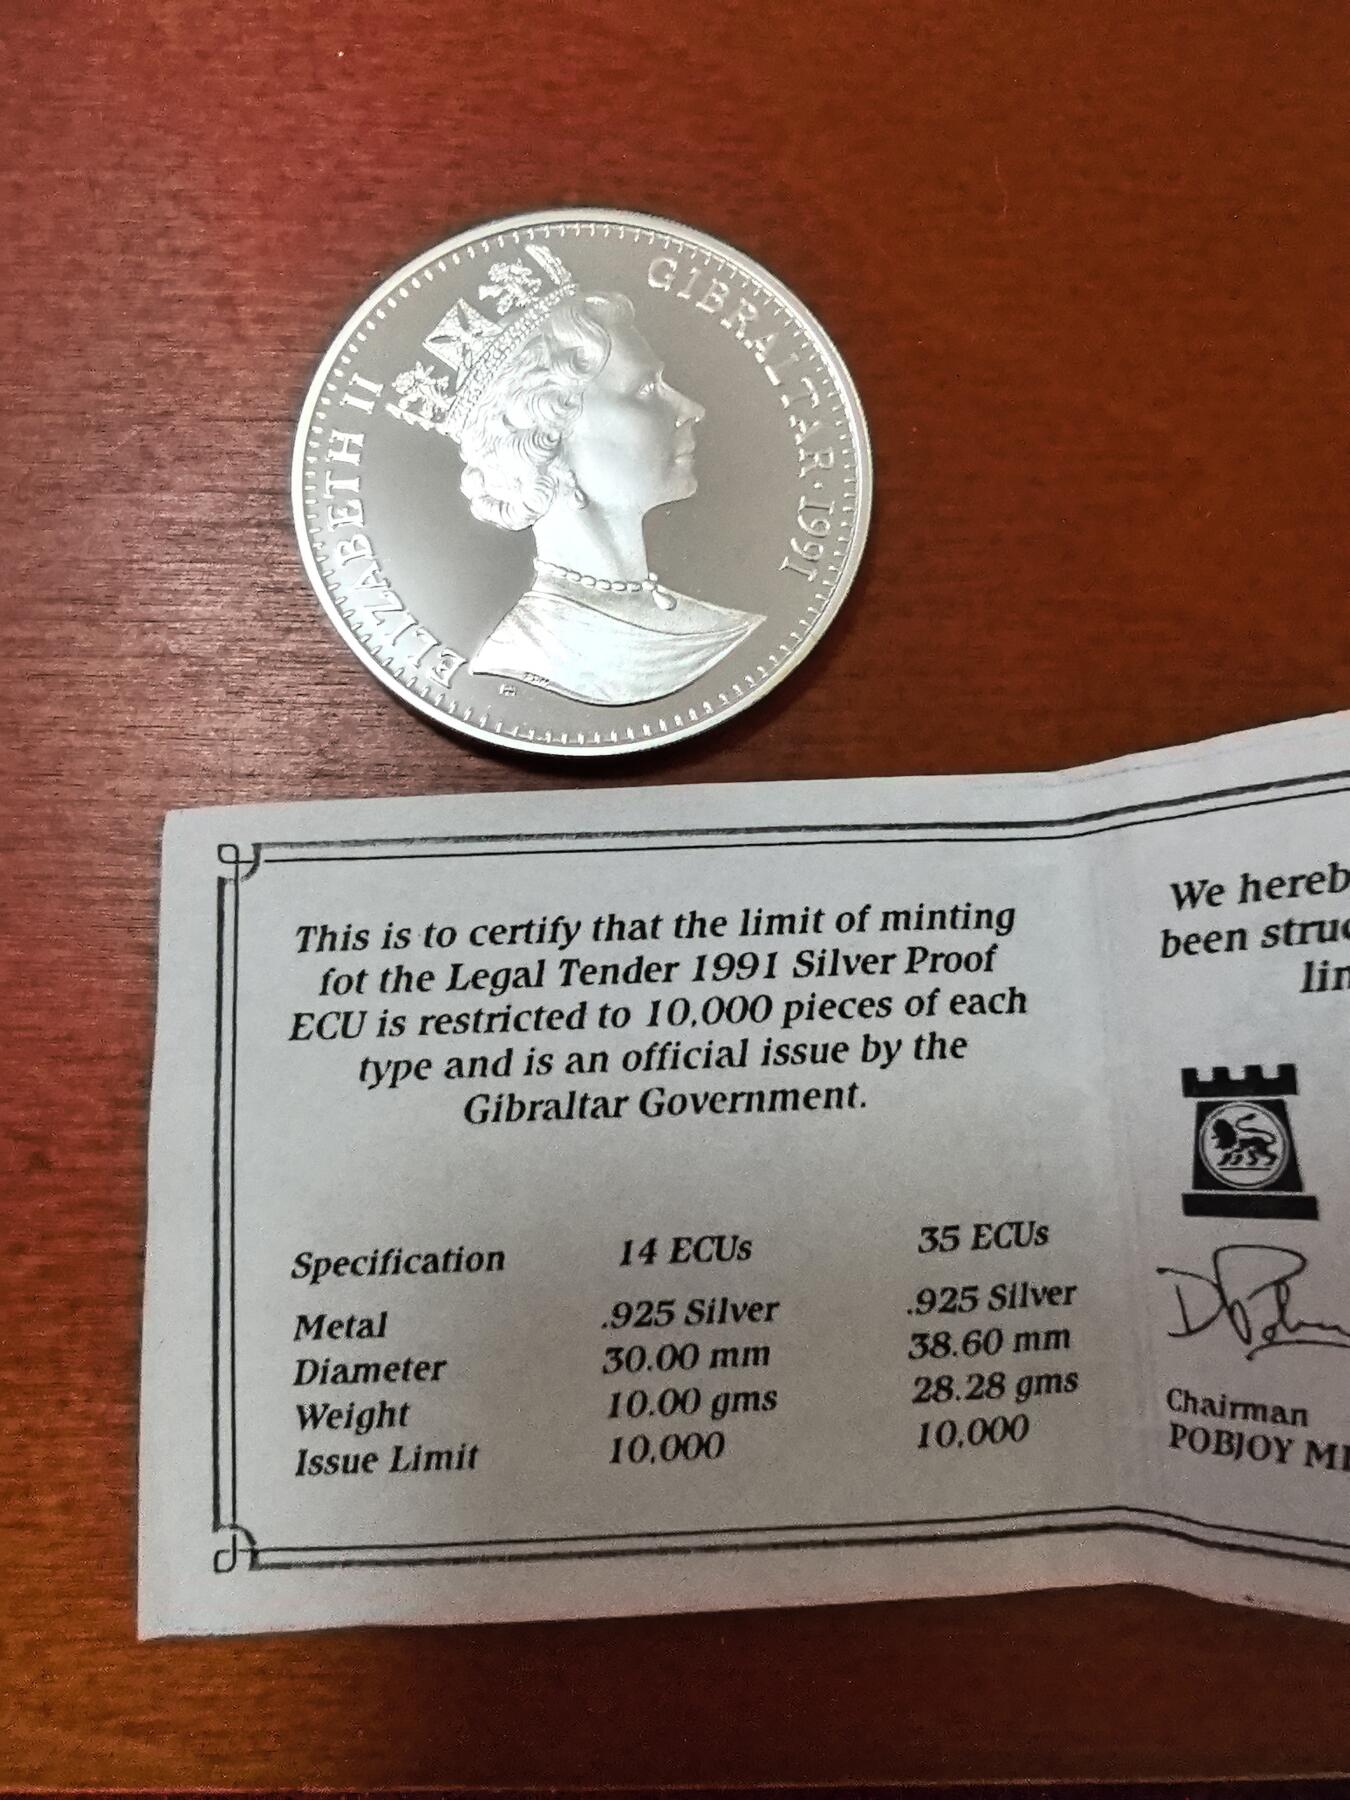 ELIZABETH II
GIBRALTAR · 1991
This is to certify that the limit of minting
fot the Legal Tender 1991 Silver Proof
ECU is restricted to 10,000 pieces of each
type and is an official issue by the
Gibraltar Government.
Specification 14 ECUs 35 ECUs
Metal .925 Silver .925 Silver
Diameter 30.00 mm 38.60 mm
Weight 10.00 gms 28.28 gms
Issue Limit 10,000 10,000
We hereb
been struc
lin
Chairman
POBJOY MI